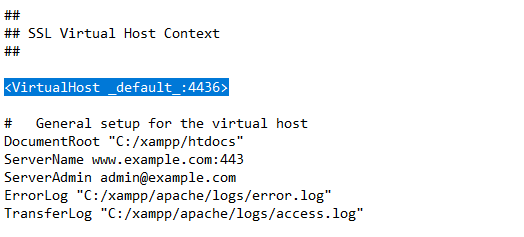 ##
## SSL Virtual Host Context
##
<VirtualHost _default_:4436>
#   General setup for the virtual host
DocumentRoot "C:/xampp/htdocs"
ServerName www.example.com:443
ServerAdmin admin@example.com
ErrorLog "C:/xampp/apache/logs/error.log"
TransferLog "C:/xampp/apache/logs/access.log"